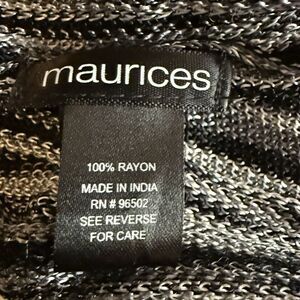 maurices
100% RAYON
MADE IN INDIA
RN # 96502
SEE REVERSE
FOR CARE